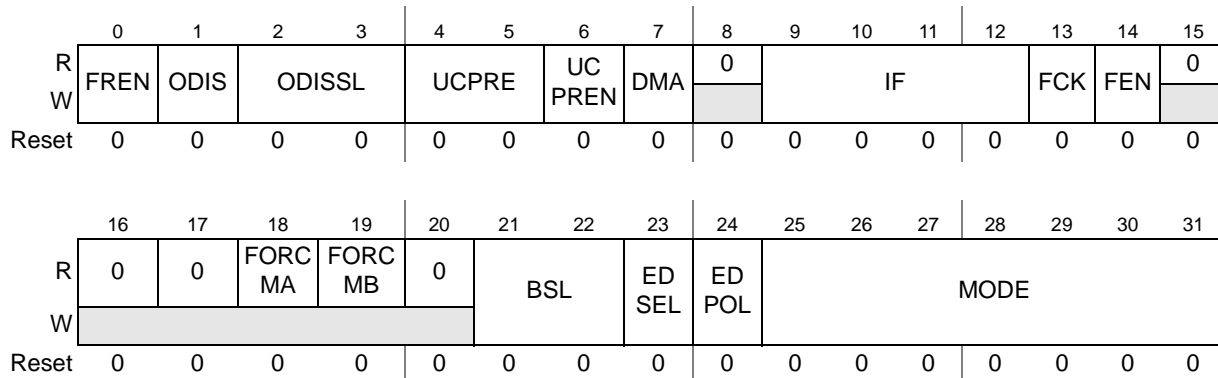 0 1 2 3 4 5 6 7 8 9 10 11 12 13 14 15
R FREN ODIS ODISSL UCPRE UC PREN DMA 0 IF FCK FEN 0
W
Reset 0 0 0 0 0 0 0 0 0 0 0 0 0 0 0 0
16 17 18 19 20 21 22 23 24 25 26 27 28 29 30 31
R 0 0 FORC MA FORC MB 0 BSL ED SEL ED POL MODE
W
Reset 0 0 0 0 0 0 0 0 0 0 0 0 0 0 0 0